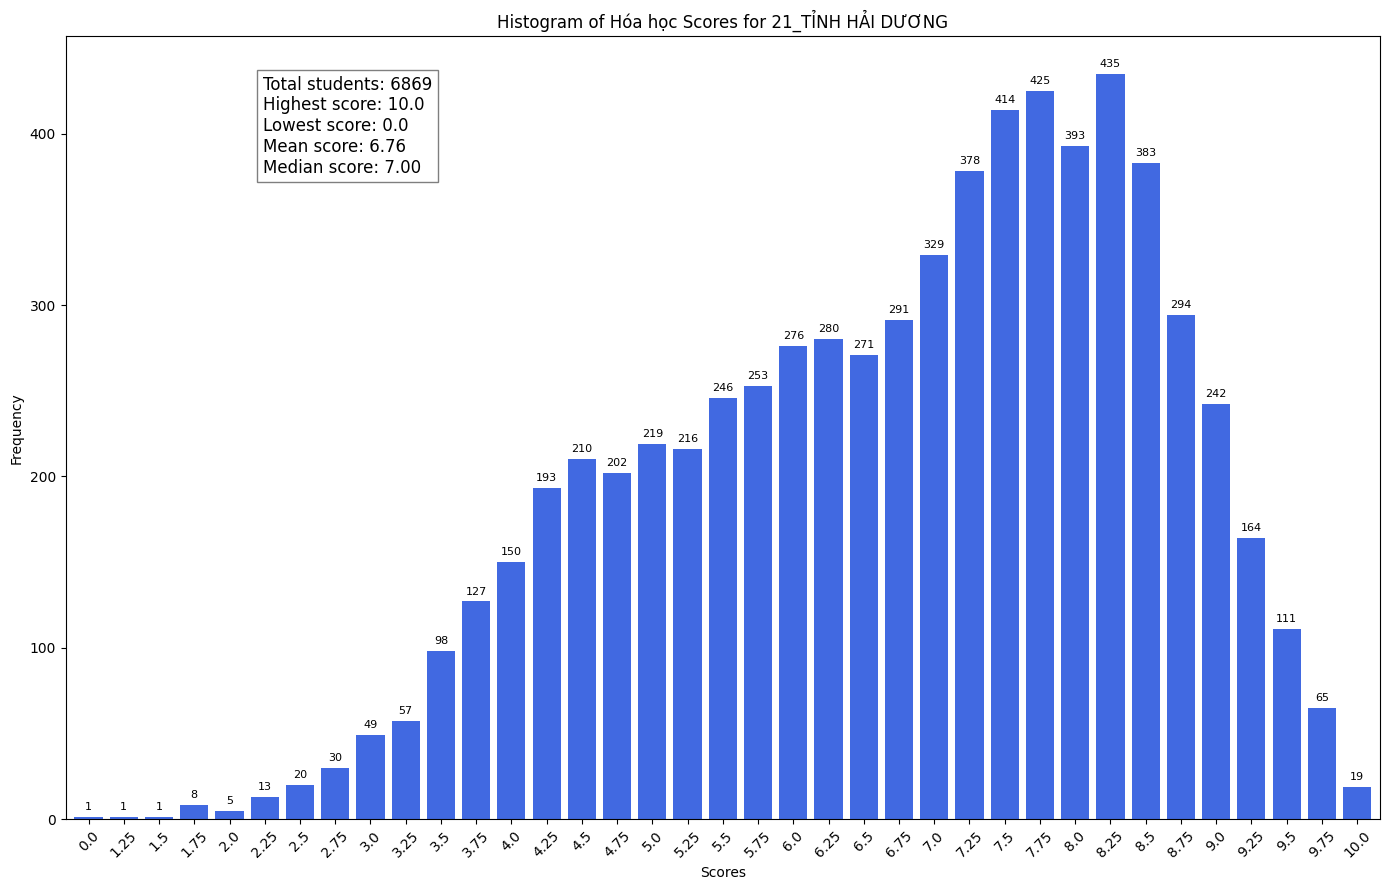 Histogram of Hóa học Scores for 21_TỈNH HẢI DƯƠNG
Total students: 6869
Highest score: 10.0
Lowest score: 0.0
Mean score: 6.76
Median score: 7.00
Frequency
400
300
200
100
0
1 1 1 8 5 13 20 30 49 57 98 127 150 193 210 202 219 216 246 253 276 280 271 291 329 378 414 425 393 435 383 294 242 164 111 65 19
0.0 1.25 1.5 1.75 2.0 2.25 2.5 2.75 3.0 3.25 3.5 3.75 4.0 4.25 4.5 4.75 5.0 5.25 5.5 5.75 6.0 6.25 6.5 6.75 7.0 7.25 7.5 7.75 8.0 8.25 8.5 8.75 9.0 9.25 9.5 9.75 10.0
Scores